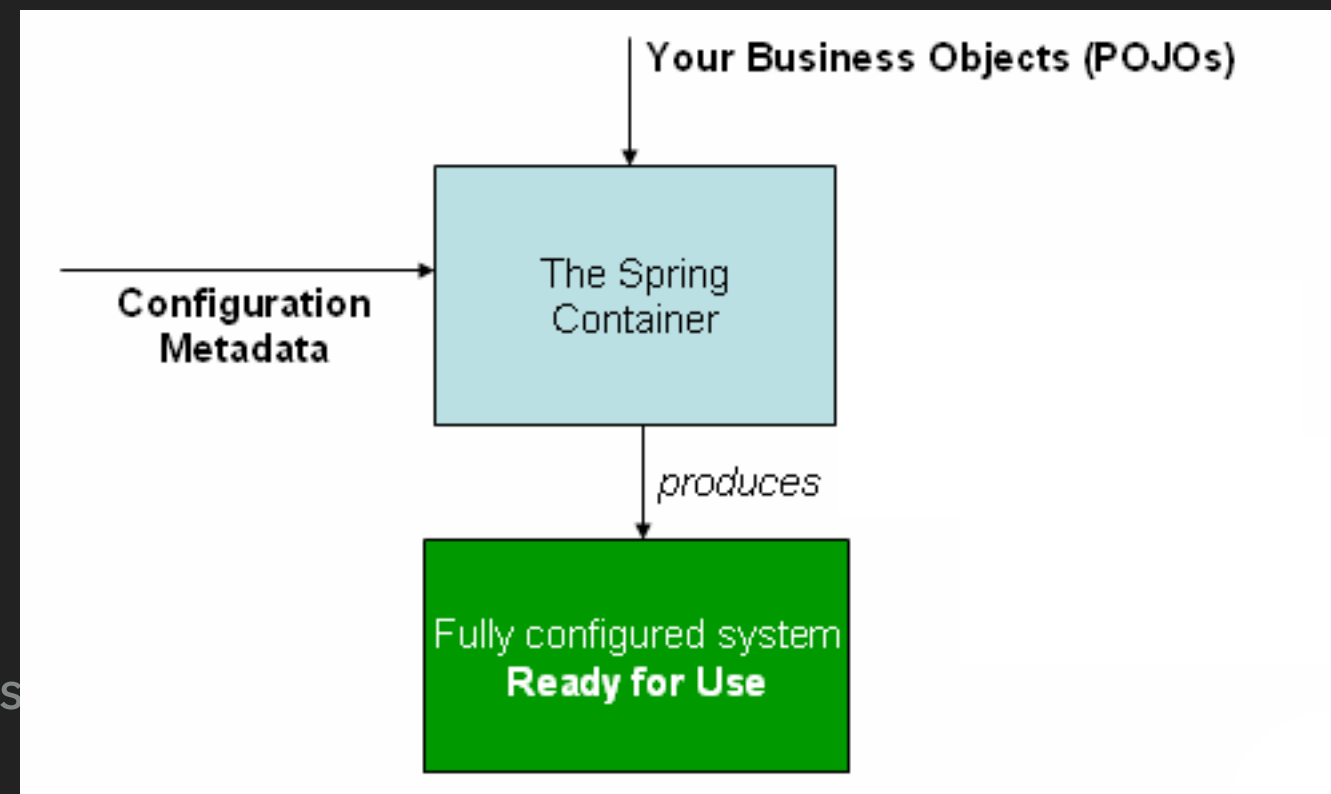 Your Business Objects (POJOs)
The Spring
Container
Configuration
Metadata
produces
Fully configured system
Ready for Use
s